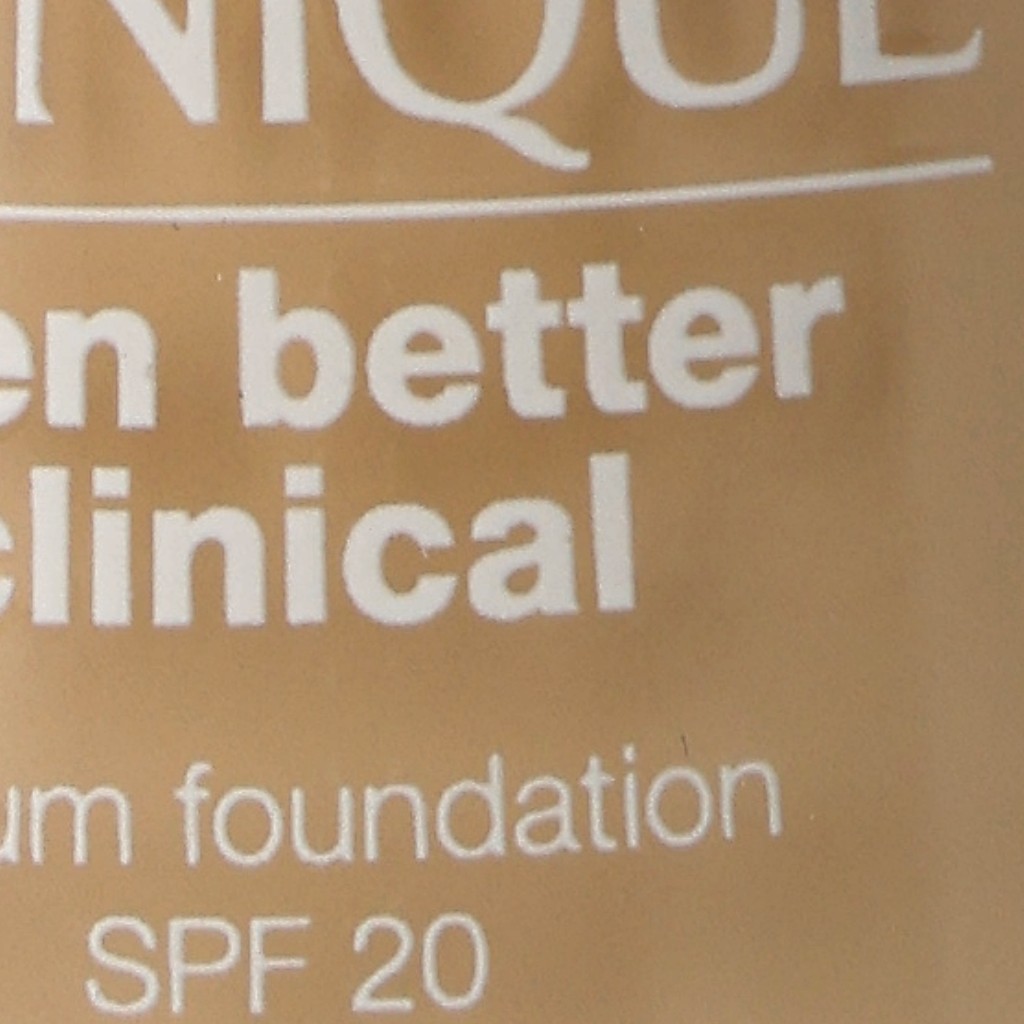 NIQUE
en better
clinical
um foundation
SPF 20